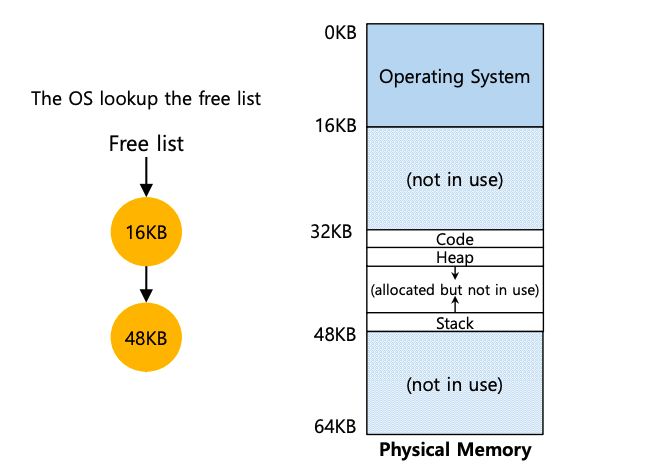 The OS lookup the free list
Free list
16KB
48KB
0KB
Operating System
16KB
(not in use)
32KB
Code
Heap
(allocated but not in use)
Stack
48KB
(not in use)
64KB
Physical Memory